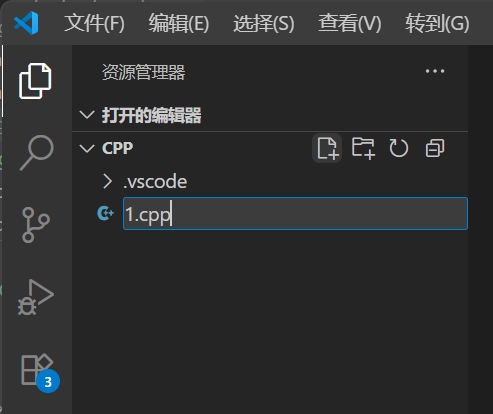 文件(F) 编辑(E) 选择(S) 查看(V) 转到(G)
资源管理器
打开的编辑器
CPP
.vscode
1.cpp
3